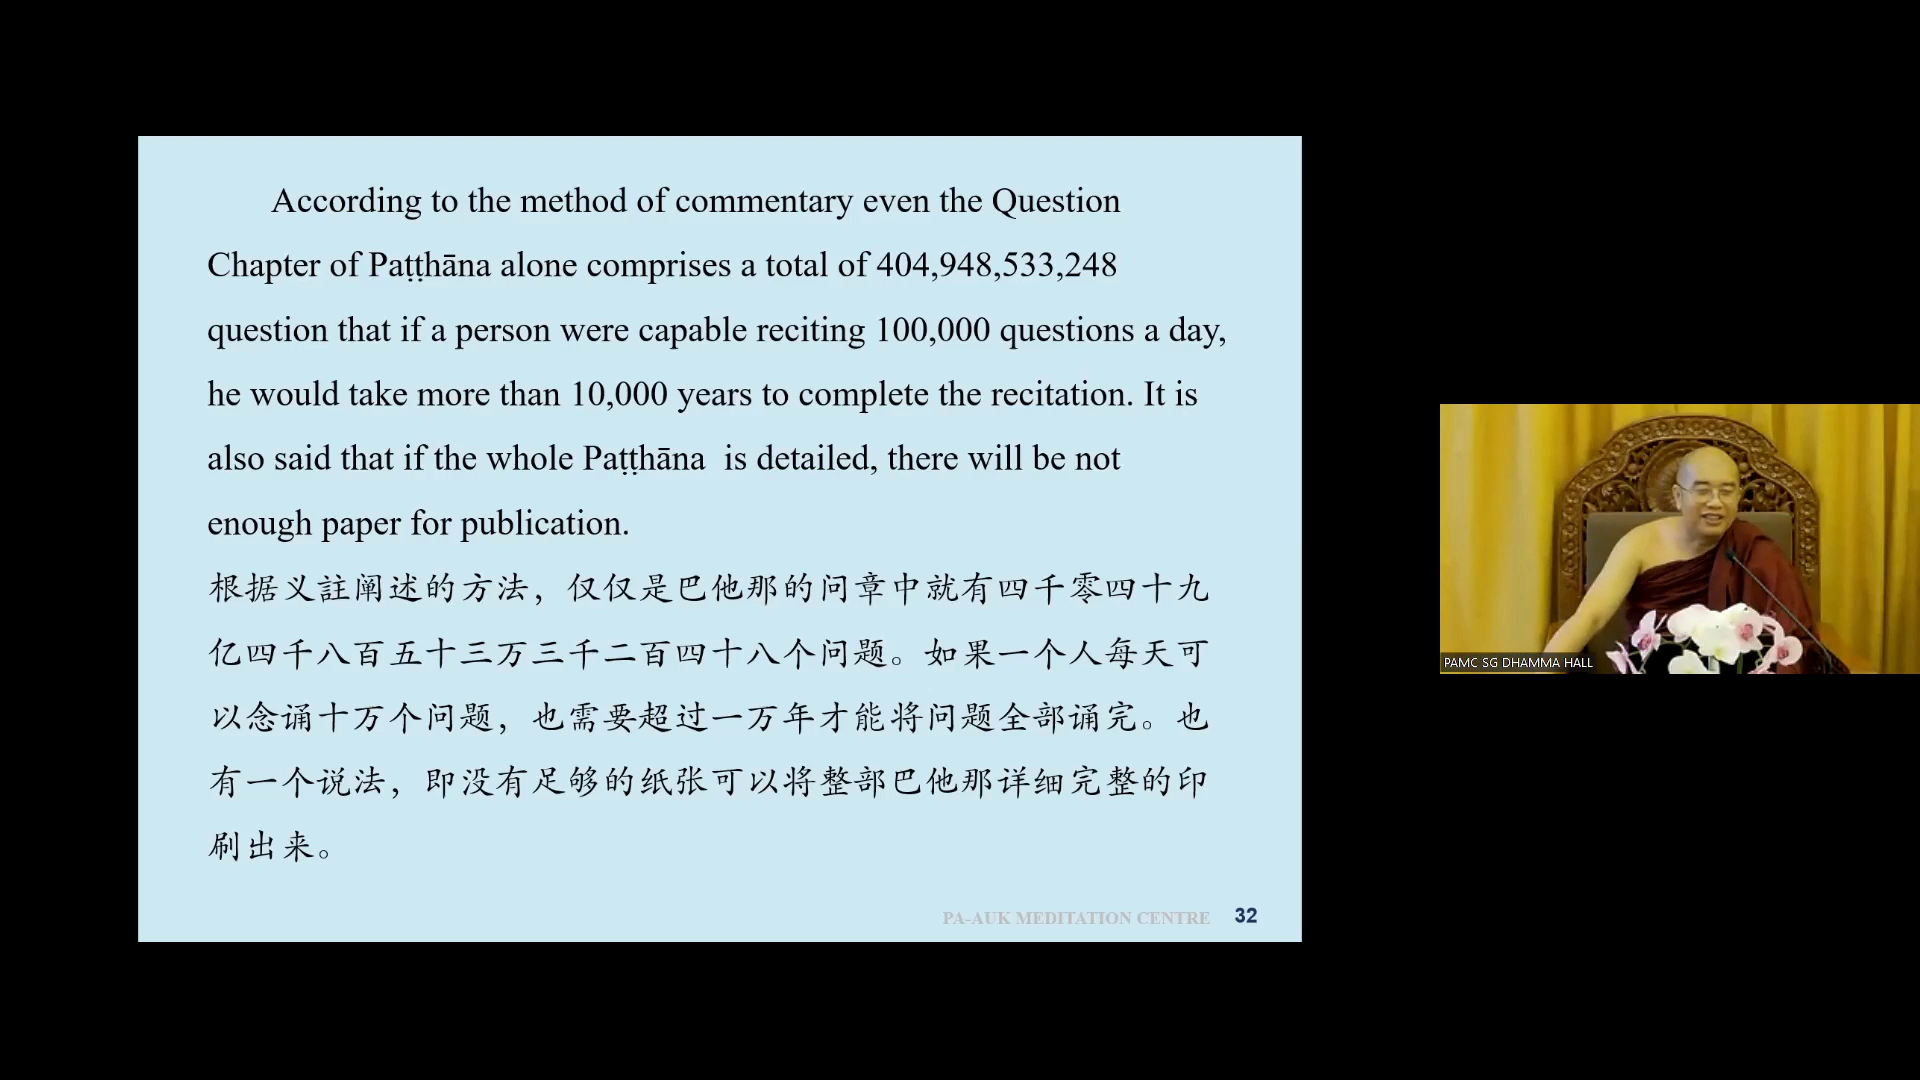 According to the method of commentary even the Question
Chapter of Paṭṭhāna alone comprises a total of 404,948,533,248
question that if a person were capable reciting 100,000 questions a day,
he would take more than 10,000 years to complete the recitation. It is
also said that if the whole Paṭṭhāna is detailed, there will be not
enough paper for publication.
根据义註阐述的方法，仅仅是巴他那的问章中就有四千零四十九
亿四千八百五十三万三千二百四十八个问题。如果一个人每天可
以念诵十万个问题，也需要超过一万年才能将问题全部诵完。也
有一个说法，即没有足够的纸张可以将整部巴他那详细完整的印
刷出来。
PA-AUK MEDITATION CENTRE 32
PAMC SG DHAMMA HALL